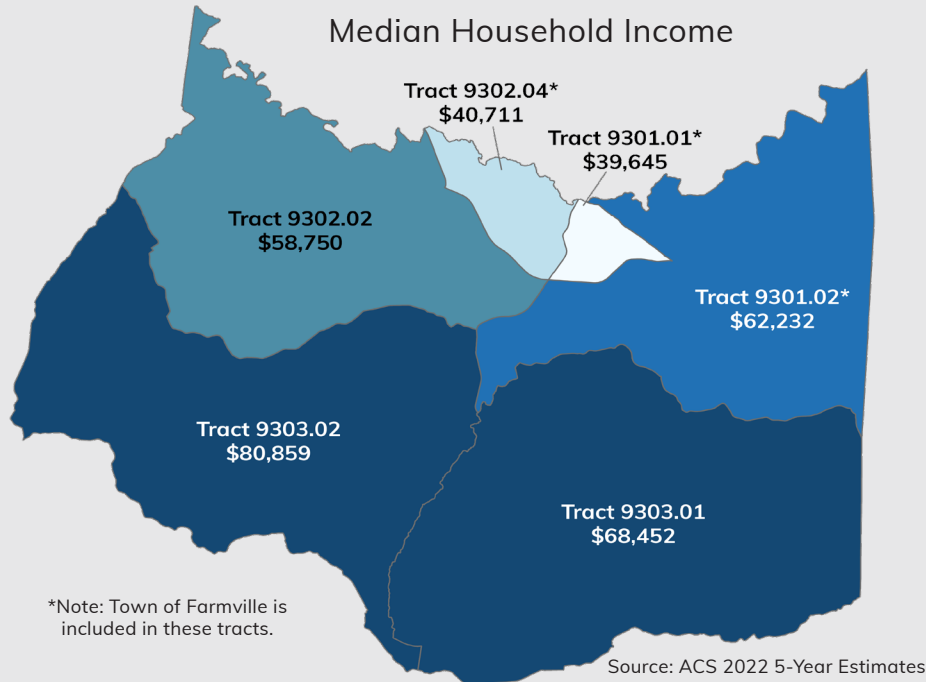 Median Household Income
Tract 9302.04*
$40,711
Tract 9301.01*
$39,645
Tract 9302.02
$58,750
Tract 9301.02*
$62,232
Tract 9303.02
$80,859
Tract 9303.01
$68,452
*Note: Town of Farmville is
included in these tracts.
Source: ACS 2022 5-Year Estimates